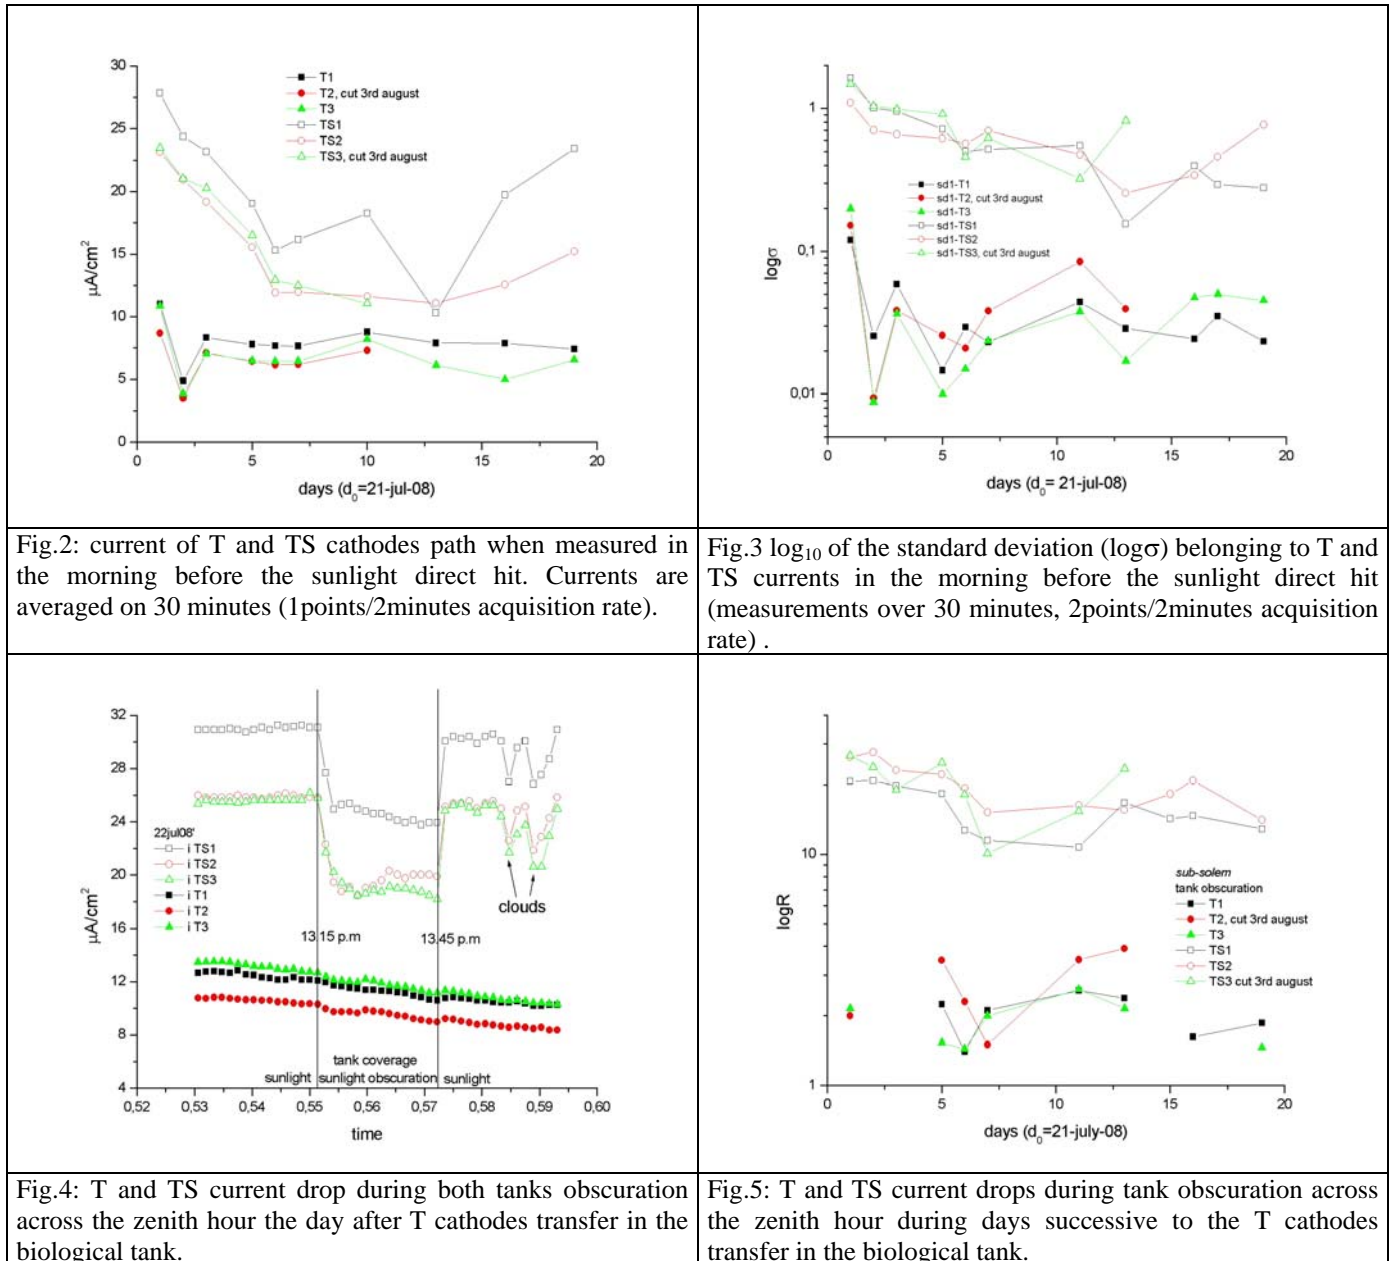 30
25
20
15
10
5
0
μA/cm²
T1
T2, cut 3rd august
T3
TS1
TS2
TS3, cut 3rd august
0 5 10 15 20
days (d₀=21-jul-08)
1
0,1
0,01
logσ
sd1-T1
sd1-T2, cut 3rd august
sd1-T3
sd1-TS1
sd1-TS2
sd1-TS3, cut 3rd august
0 5 10 15 20
days (d₀= 21-jul-08)
Fig.2: current of T and TS cathodes path when measured in
the morning before the sunlight direct hit. Currents are
averaged on 30 minutes (1points/2minutes acquisition rate).
Fig.3 log₁₀ of the standard deviation (logσ) belonging to T and
TS currents in the morning before the sunlight direct hit
(measurements over 30 minutes, 2points/2minutes acquisition
rate) .
32
28
24
20
16
12
8
4
μA/cm²
22jul08'
i TS1
i TS2
i TS3
i T1
i T2
i T3
clouds
13.15 p.m 13.45 p.m
tank coverage
sunlight sunlight obscuration sunlight
0,52 0,53 0,54 0,55 0,56 0,57 0,58 0,59 0,60
time
10
1
logR
sub-solem
tank obscuration
T1
T2, cut 3rd august
T3
TS1
TS2
TS3 cut 3rd august
0 5 10 15 20
days (d₀=21-july-08)
Fig.4: T and TS current drop during both tanks obscuration
across the zenith hour the day after T cathodes transfer in the
biological tank.
Fig.5: T and TS current drops during tank obscuration across
the zenith hour during days successive to the T cathodes
transfer in the biological tank.